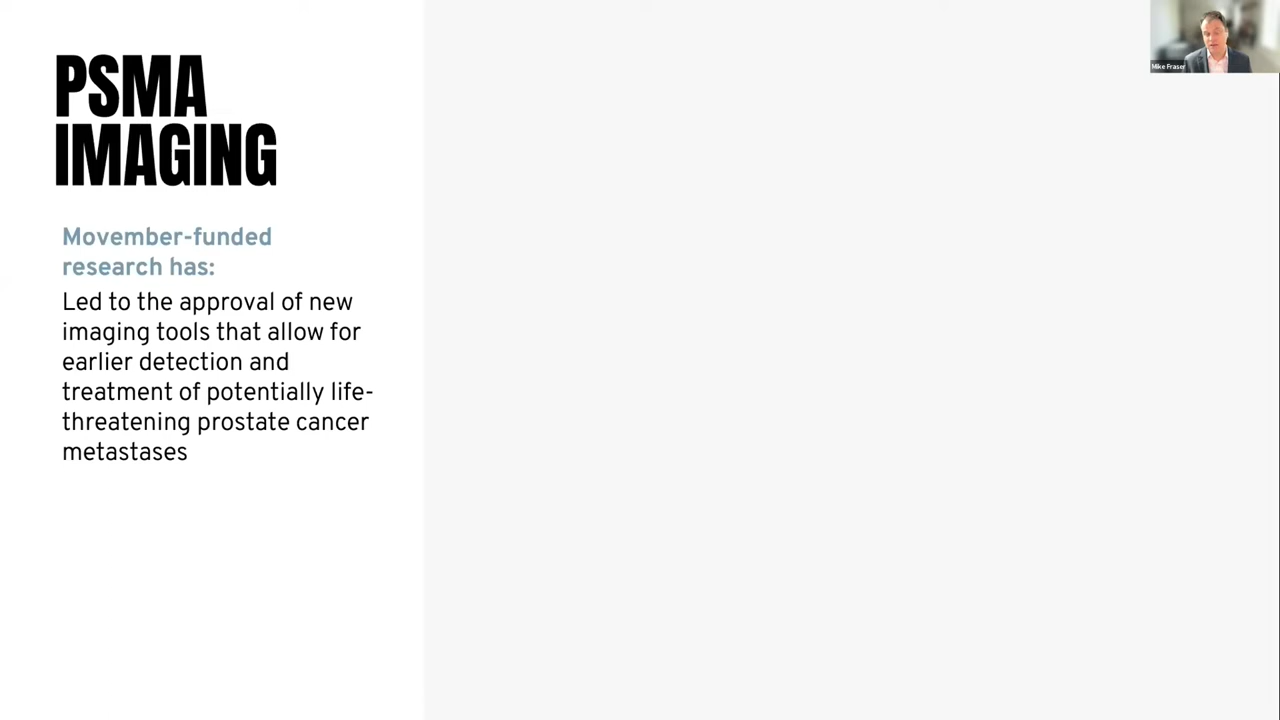 PSMA
IMAGING
Movember-funded
research has:
Led to the approval of new
imaging tools that allow for
earlier detection and
treatment of potentially life-
threatening prostate cancer
metastases
Mike Fraser